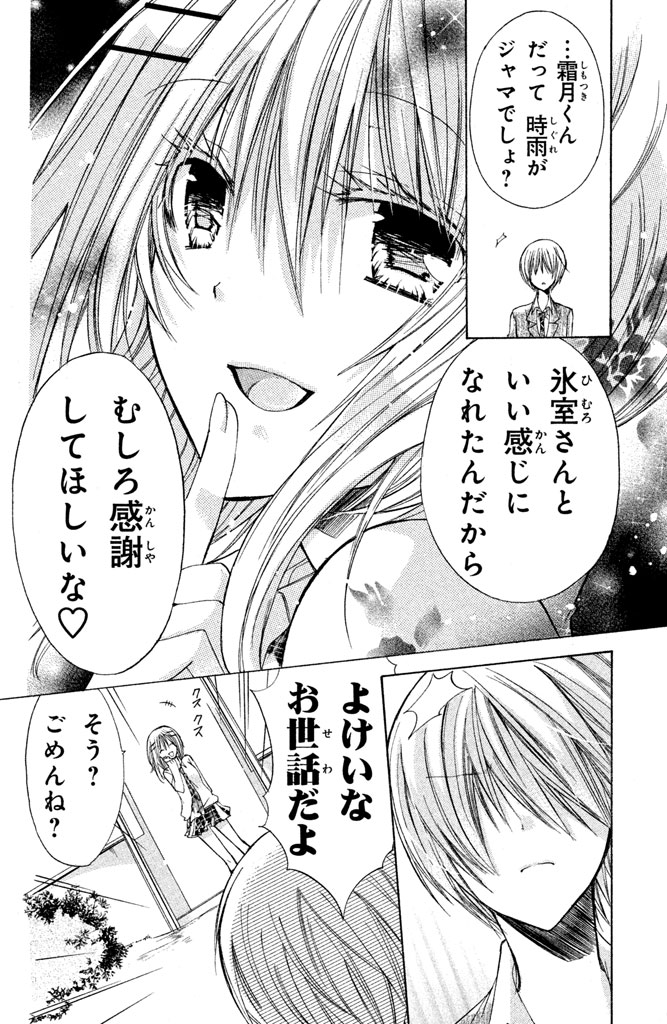 …霜月くん
だって時雨が
ジャマでしょ?
氷室さんと
いい感じに
なれたんだから
むしろ感謝
してほしいな♡
よけいな
お世話だよ
クスクス
そう?
ごめんね?